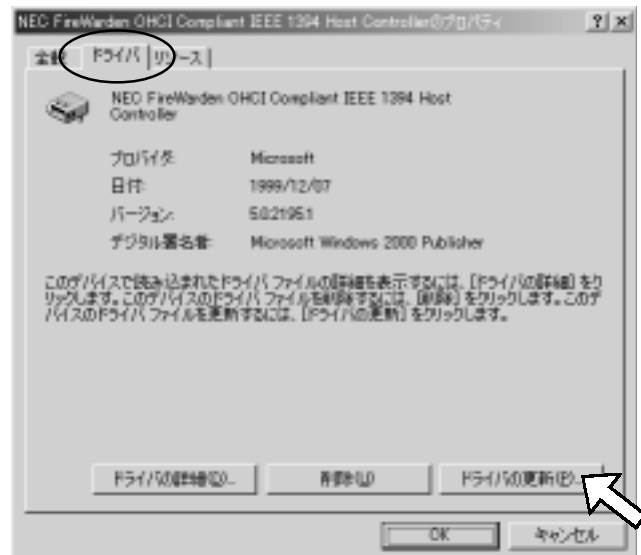 NEC FireWarden OHCI Compliant IEEE 1394 Host Controllerのプロパティ
全般 ドライバ リソース
NEC FireWarden OHCI Compliant IEEE 1394 Host
Controller
プロバイダ: Microsoft
日付: 1999/12/07
バージョン: 5.0.2195.1
デジタル署名者: Microsoft Windows 2000 Publisher
このデバイスで読み込まれたドライバ ファイルの詳細を表示するには、[ドライバの詳細] をク
リックします。このデバイスのドライバ ファイルを削除するには、[削除] をクリックします。このデ
バイスのドライバ ファイルを更新するには、[ドライバの更新] をクリックします。
ドライバの詳細(D)... 削除(U) ドライバの更新(P)...
OK キャンセル